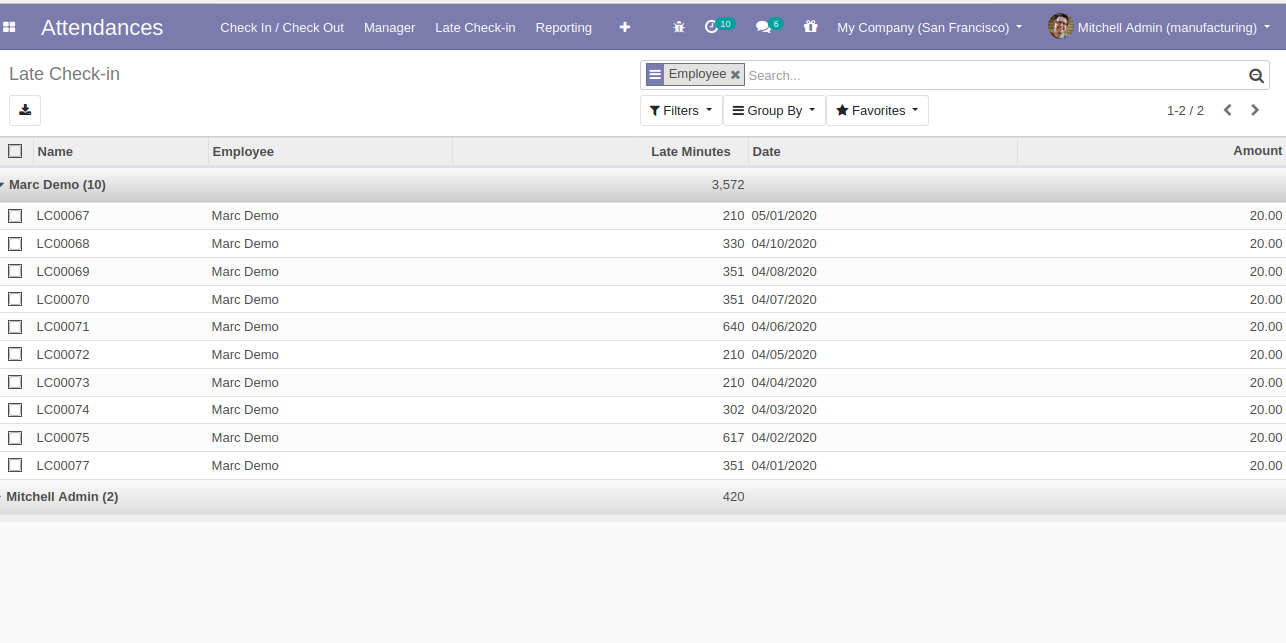 Attendances Check In / Check Out Manager Late Check-in Reporting 10 6 My Company (San Francisco) Mitchell Admin (manufacturing)
Late Check-in Employee Search...
Filters Group By Favorites 1-2 / 2
Name Employee Late Minutes Date Amount
Marc Demo (10) 3,572
LC00067 Marc Demo 210 05/01/2020 20.00
LC00068 Marc Demo 330 04/10/2020 20.00
LC00069 Marc Demo 351 04/08/2020 20.00
LC00070 Marc Demo 351 04/07/2020 20.00
LC00071 Marc Demo 640 04/06/2020 20.00
LC00072 Marc Demo 210 04/05/2020 20.00
LC00073 Marc Demo 210 04/04/2020 20.00
LC00074 Marc Demo 302 04/03/2020 20.00
LC00075 Marc Demo 617 04/02/2020 20.00
LC00077 Marc Demo 351 04/01/2020 20.00
Mitchell Admin (2) 420